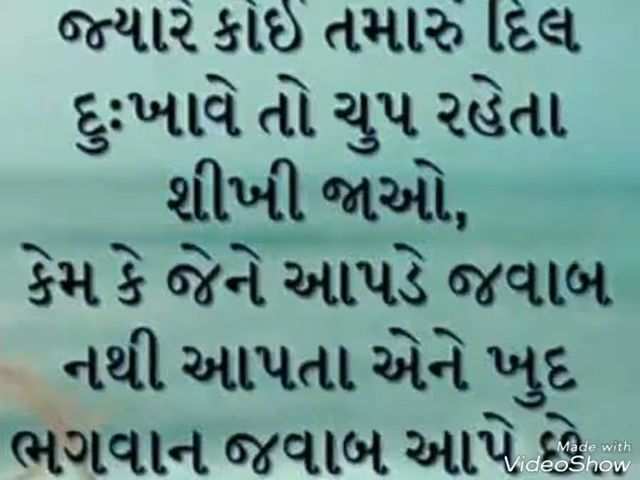 જ્યારે કોઈ તમારું દિલ
દુઃખાવે તો ચુપ રહેતા
શીખી જાઓ,
કેમ કે જેને આપડે જવાબ
નથી આપતા એને ખુદ
ભગવાન જવાબ આપે છે..
Made with
VideoShow